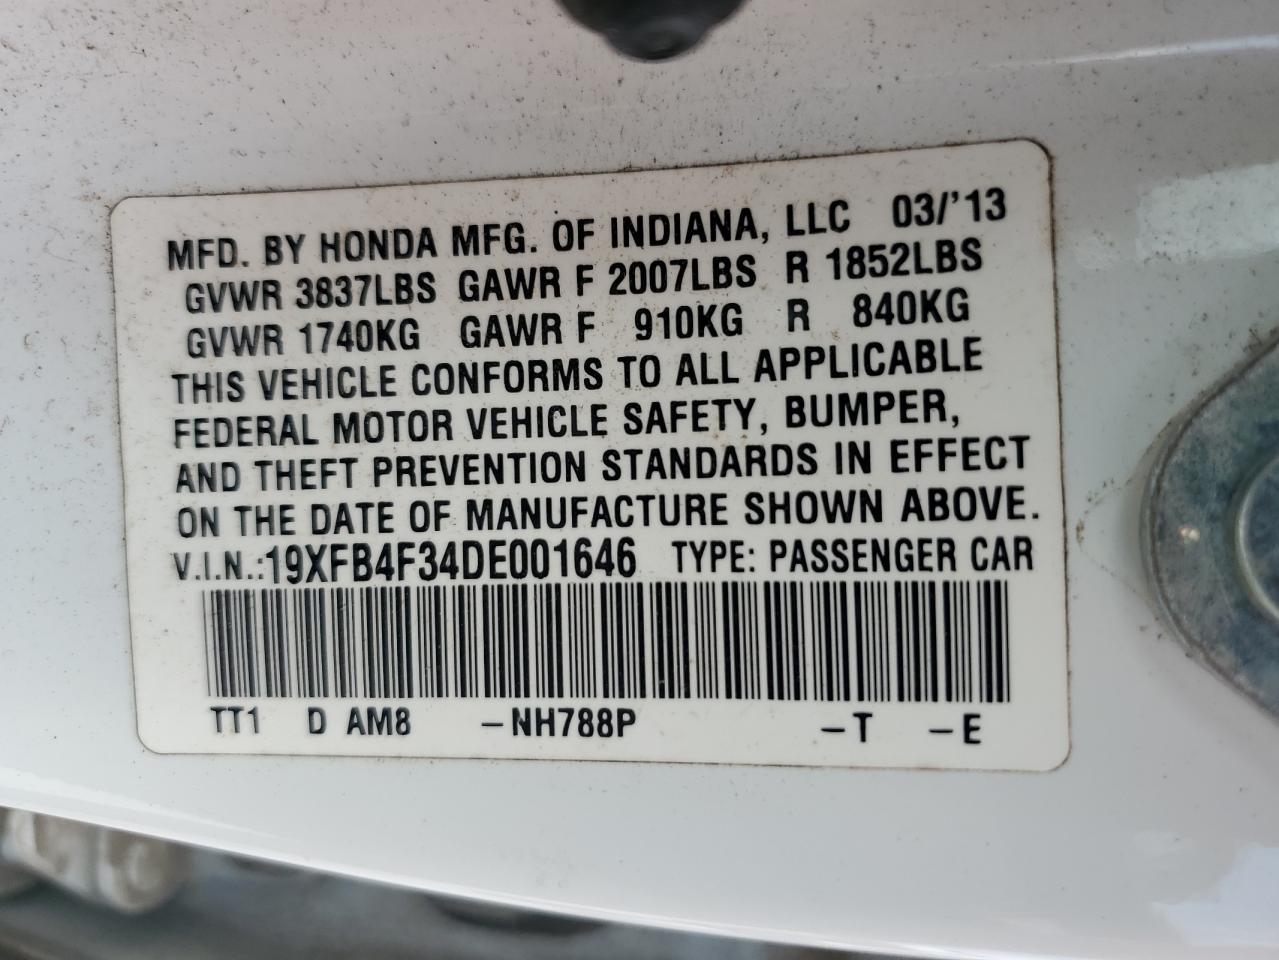 MFD. BY HONDA MFG. OF INDIANA, LLC 03/'13
GVWR 3837LBS GAWR F 2007LBS R 1852LBS
GVWR 1740KG GAWR F 910KG R 840KG
THIS VEHICLE CONFORMS TO ALL APPLICABLE
FEDERAL MOTOR VEHICLE SAFETY, BUMPER,
AND THEFT PREVENTION STANDARDS IN EFFECT
ON THE DATE OF MANUFACTURE SHOWN ABOVE.
V.I.N.:19XFB4F34DE001646 TYPE: PASSENGER CAR
TT1 D AM8 -NH788P -T -E